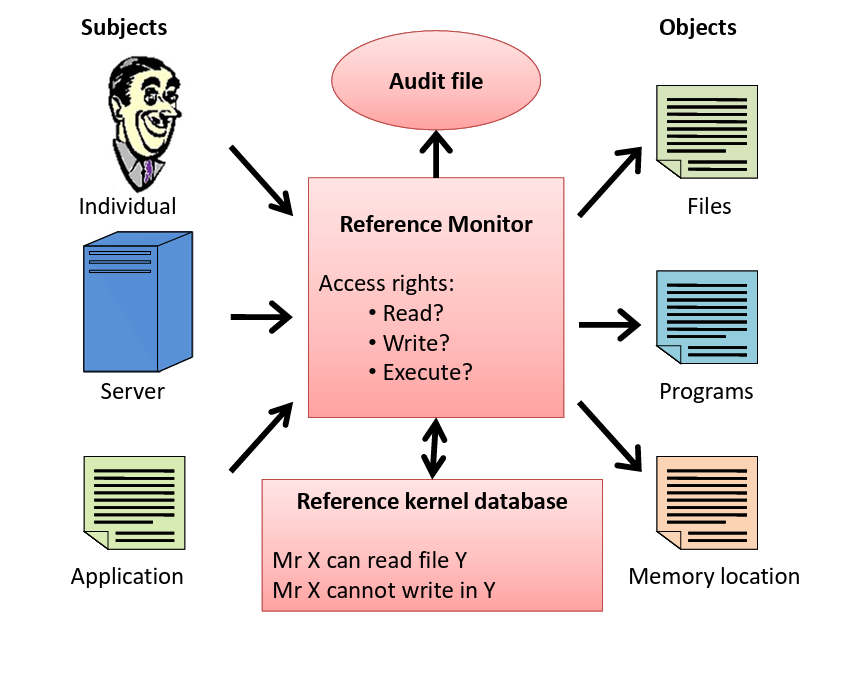 Subjects
Objects
Audit file
Individual
Files
Reference Monitor
Access rights:
• Read?
• Write?
• Execute?
Server
Programs
Reference kernel database
Mr X can read file Y
Mr X cannot write in Y
Application
Memory location